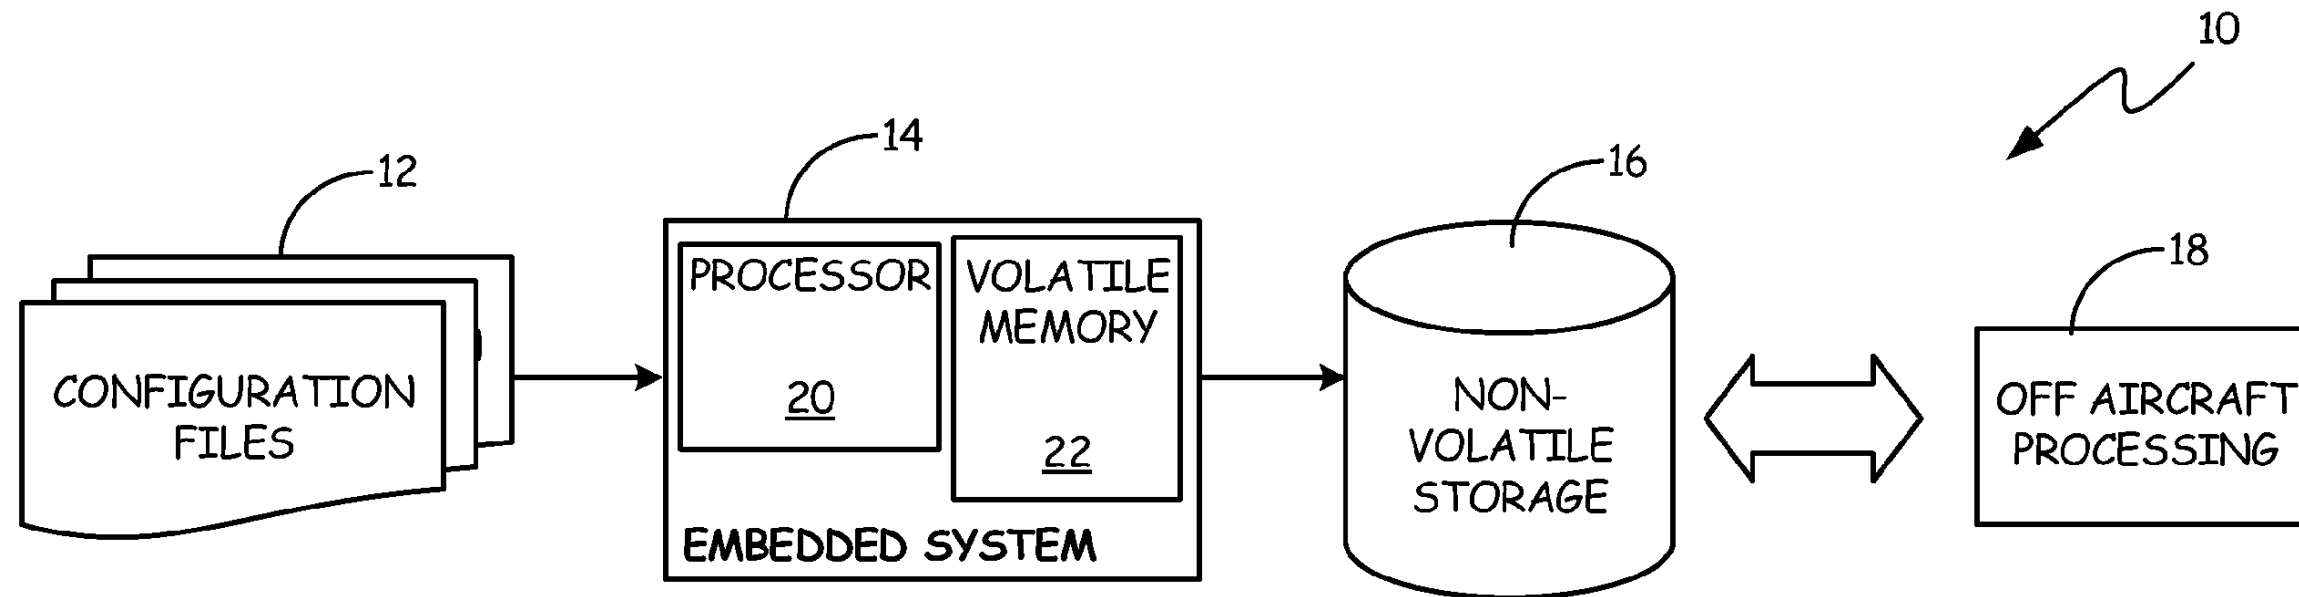 10
12
14
16
18
CONFIGURATION
FILES
PROCESSOR
20
VOLATILE
MEMORY
22
EMBEDDED SYSTEM
NON-
VOLATILE
STORAGE
OFF AIRCRAFT
PROCESSING